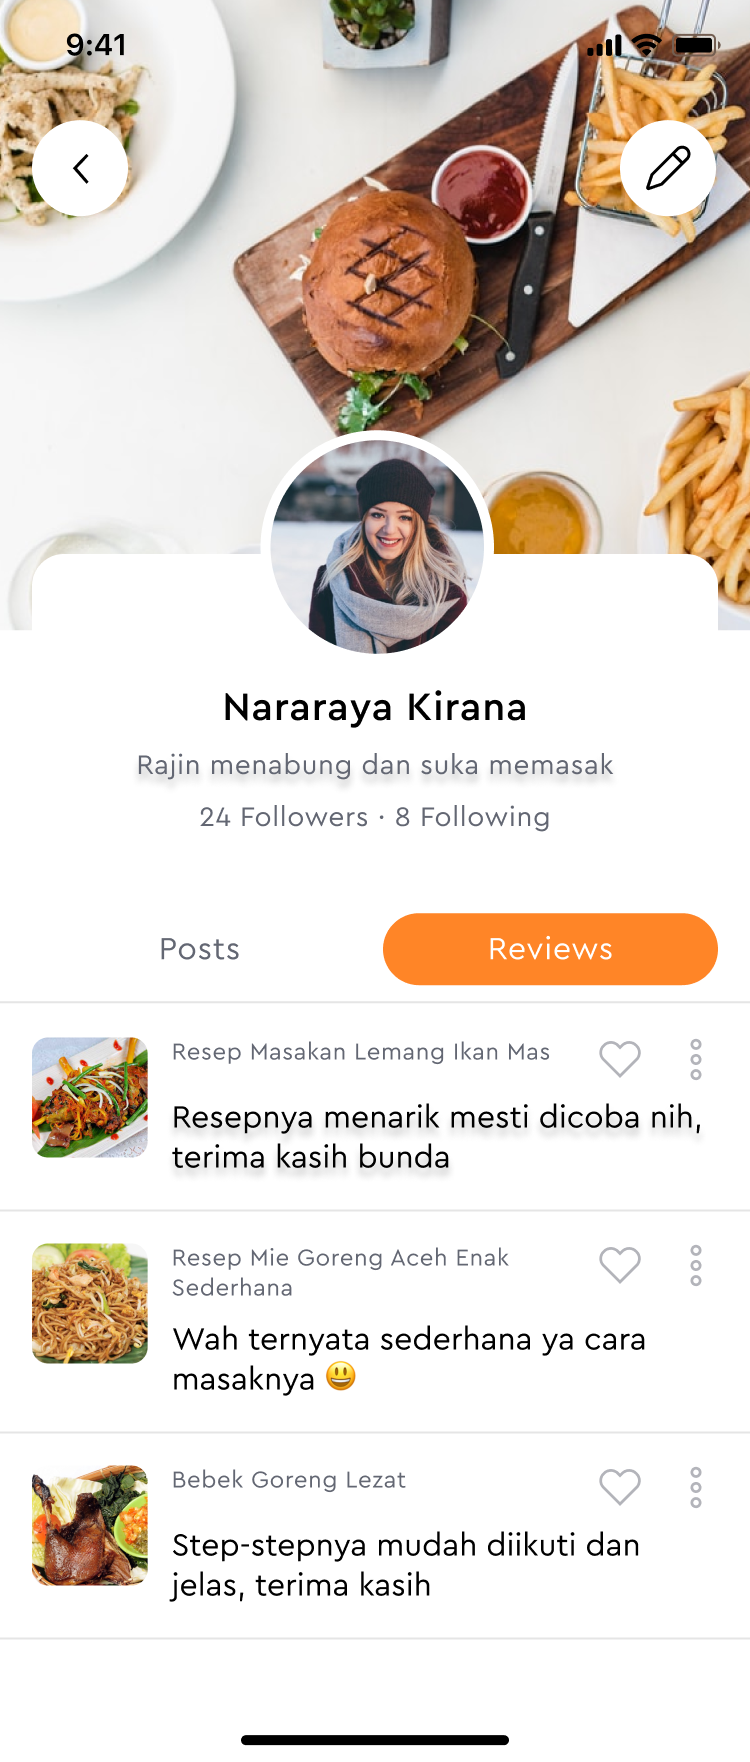 9:41
Nararaya Kirana
Rajin menabung dan suka memasak
24 Followers · 8 Following
Posts
Reviews
Resep Masakan Lemang Ikan Mas
Resepnya menarik mesti dicoba nih,
terima kasih bunda
Resep Mie Goreng Aceh Enak
Sederhana
Wah ternyata sederhana ya cara
masaknya 😃
Bebek Goreng Lezat
Step-stepnya mudah diikuti dan
jelas, terima kasih